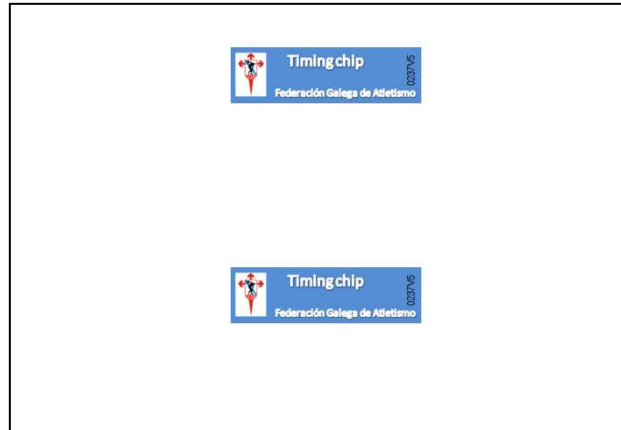 Timing chip
0237V5
Federación Galega de Atletismo
Timing chip
0237V5
Federación Galega de Atletismo